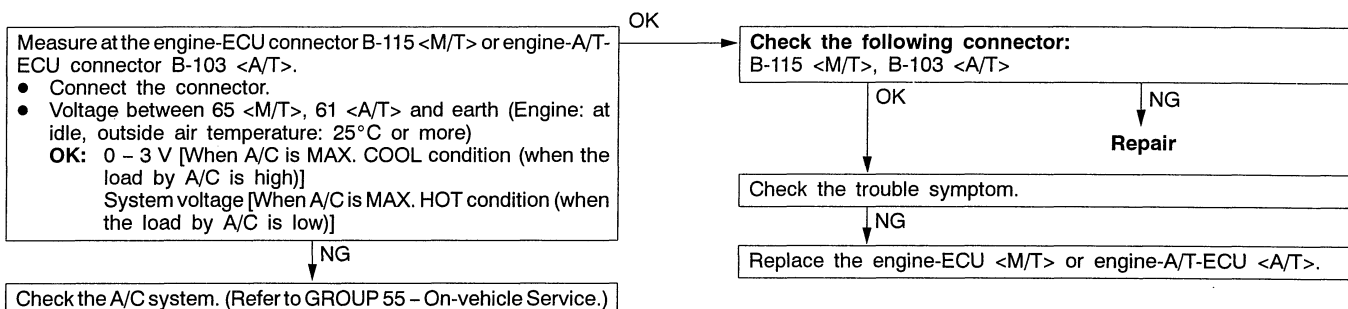 OK
Measure at the engine-ECU connector B-115 <M/T> or engine-A/T-
ECU connector B-103 <A/T>.
● Connect the connector.
● Voltage between 65 <M/T>, 61 <A/T> and earth (Engine: at
idle, outside air temperature: 25°C or more)
OK: 0 – 3 V [When A/C is MAX. COOL condition (when the
load by A/C is high)]
System voltage [When A/C is MAX. HOT condition (when
the load by A/C is low)]
NG
Check the A/C system. (Refer to GROUP 55 – On-vehicle Service.)
Check the following connector:
B-115 <M/T>, B-103 <A/T>
OK
NG
Repair
Check the trouble symptom.
NG
Replace the engine-ECU <M/T> or engine-A/T-ECU <A/T>.